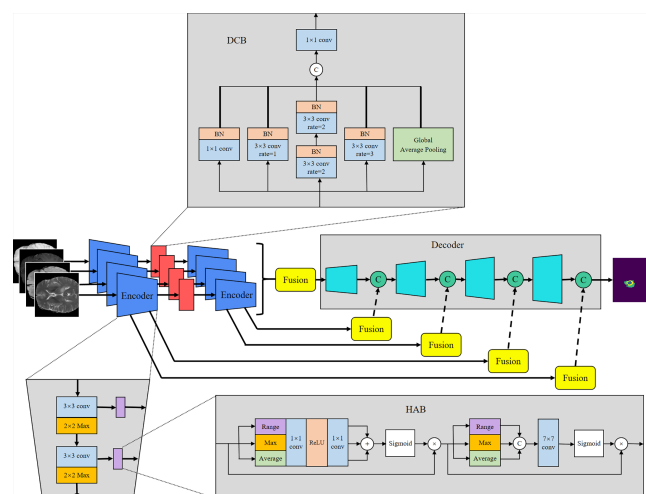 DCB
1×1 conv
C
BN
3×3 conv
rate=2
BN
1×1 conv
BN
3×3 conv
rate=1
BN
3×3 conv
rate=2
BN
3×3 conv
rate=3
Global
Average Pooling
Decoder
Encoder
Encoder
Fusion
C
C
C
C
Fusion
Fusion
Fusion
Fusion
3×3 conv
2×2 Max
3×3 conv
2×2 Max
HAB
Range
Max
Average
1×1
conv
ReLU
1×1
conv
+
Sigmoid
×
Range
Max
Average
C
7×7
conv
Sigmoid
×